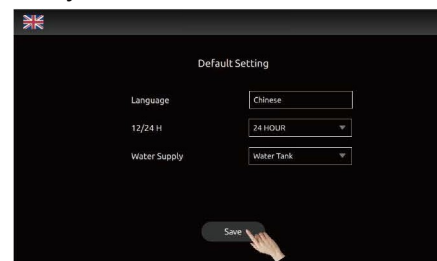 Default Setting
Language Chinese
12/24 H 24 HOUR
Water Supply Water Tank
Save